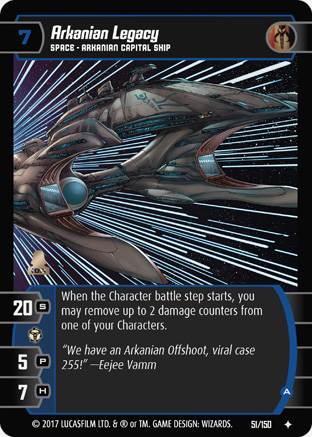 7
Arkanian Legacy
SPACE - ARKANIAN CAPITAL SHIP
20 S
5 P
7 H
When the Character battle step starts, you
may remove up to 2 damage counters from
one of your Characters.
“We have an Arkanian Offshoot, viral case
255!” —Eejee Vamm
A
© 2017 LUCASFILM LTD. & ® or TM. GAME DESIGN: WIZARDS.
51/150